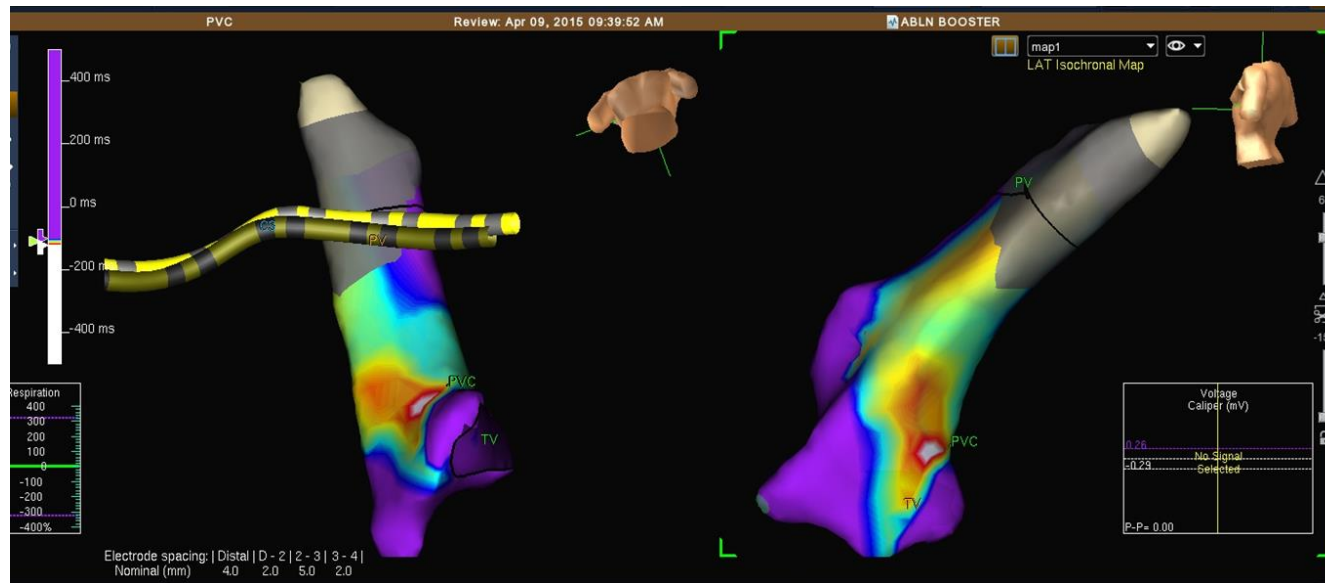 PVC
Review: Apr 09, 2015 09:39:52 AM
ABLN BOOSTER
400 ms
200 ms
0 ms
-200 m
-400 ms
CS
PV
PVC
TV
map1
LAT Isochronal Map
PV
PVC
TV
Respiration
400
300
200
100
0
-100
-200
-300
-400%
Voltage
Caliper (mV)
0.26
No Signal
-0.29
Selected
P-P= 0.00
Electrode spacing: | Distal | D - 2 | 2 - 3 | 3 - 4 |
Nominal (mm) 4.0 2.0 5.0 2.0